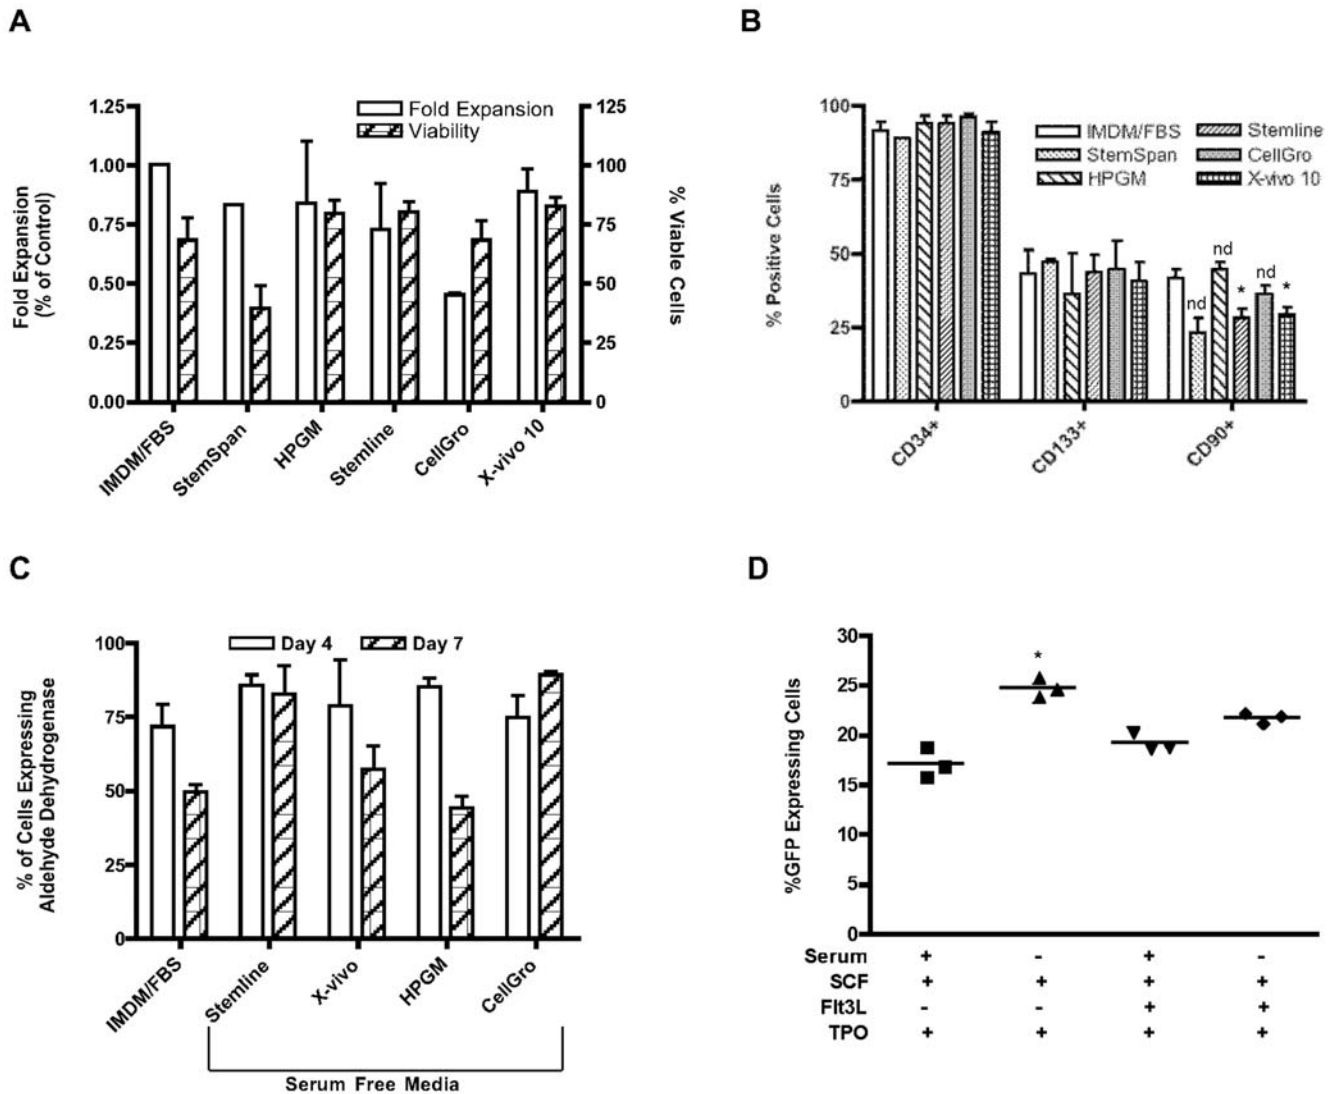 A
Fold Expansion
(% of Control)
1.25
1.00
0.75
0.50
0.25
0.00
Fold Expansion
Viability
125
100
75
50
25
0
% Viable Cells
IMDM/FBS
StemSpan
HPGM
Stemline
CellGro
X-vivo 10
B
% Positive Cells
100
75
50
25
0
IMDM/FBS
StemSpan
HPGM
Stemline
CellGro
X-vivo 10
nd
nd
*
nd
*
CD34+
CD133+
CD90+
C
% of Cells Expressing
Aldehyde Dehydrogenase
100
75
50
25
0
Day 4
Day 7
IMDM/FBS
Stemline
X-vivo
HPGM
CellGro
Serum Free Media
D
%GFP Expressing Cells
30
25
20
15
10
5
0
*
Serum + - + -
SCF + + + +
Flt3L - - + +
TPO + + + +